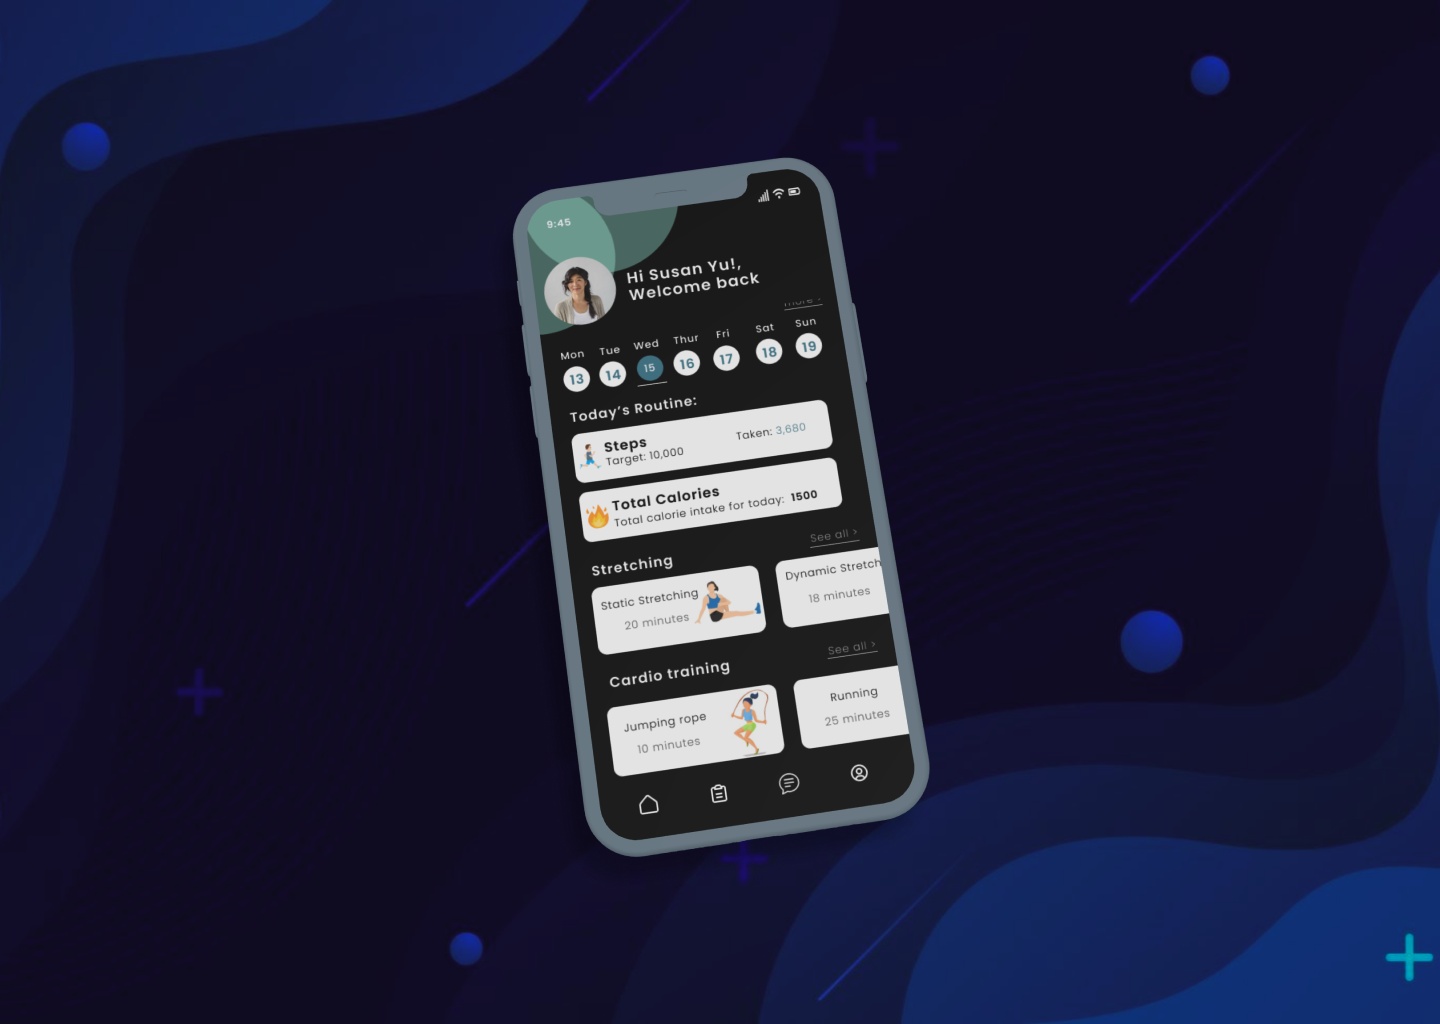 9:45
Hi Susan Yu!,
Welcome back
more >
Mon Tue Wed Thur Fri Sat Sun
13 14 15 16 17 18 19
Today's Routine:
Steps
Target: 10,000
Taken: 3,680
Total Calories
Total calorie intake for today: 1500
See all >
Stretching
Static Stretching
20 minutes
Dynamic Stretch
18 minutes
See all >
Cardio training
Jumping rope
10 minutes
Running
25 minutes